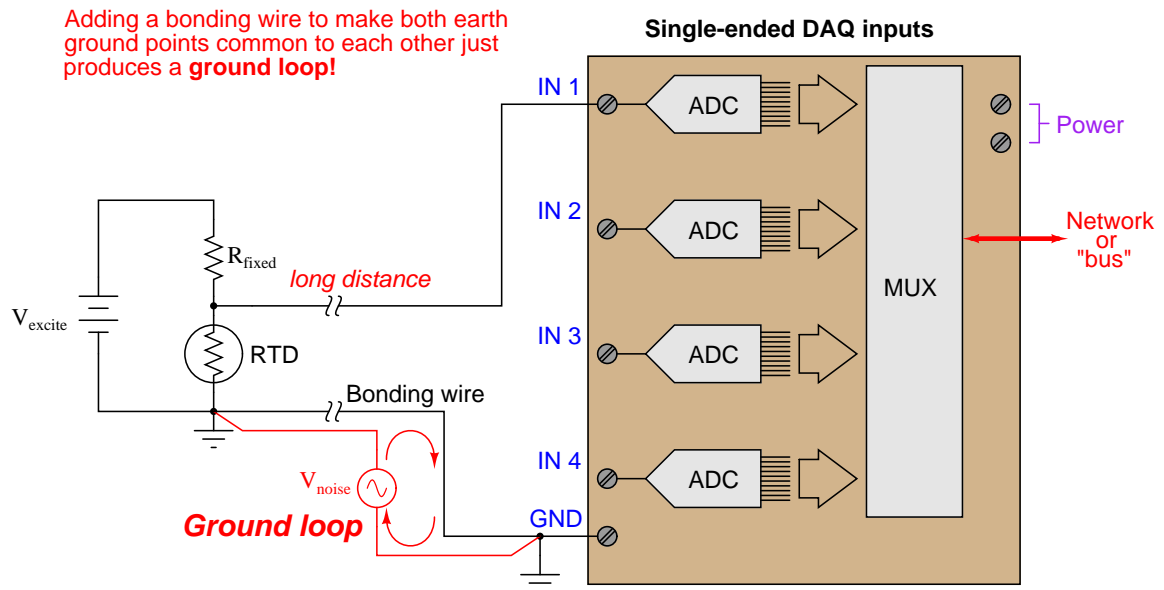 Adding a bonding wire to make both earth
ground points common to each other just
produces a ground loop!
Single-ended DAQ inputs
IN 1
ADC
Power
IN 2
ADC
Network
or
"bus"
Rfixed
long distance
MUX
Vexcite
IN 3
ADC
RTD
Bonding wire
IN 4
ADC
Vnoise
Ground loop
GND